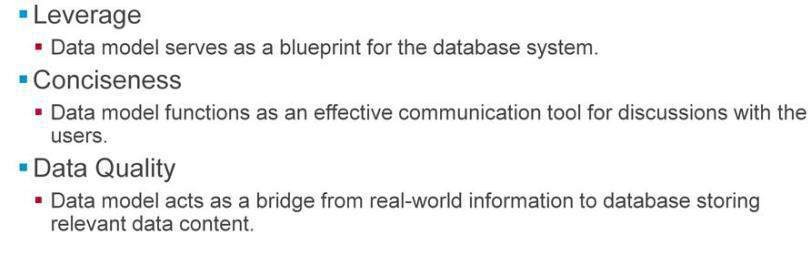 Leverage
Data model serves as a blueprint for the database system.
Conciseness
Data model functions as an effective communication tool for discussions with the
users.
Data Quality
Data model acts as a bridge from real-world information to database storing
relevant data content.